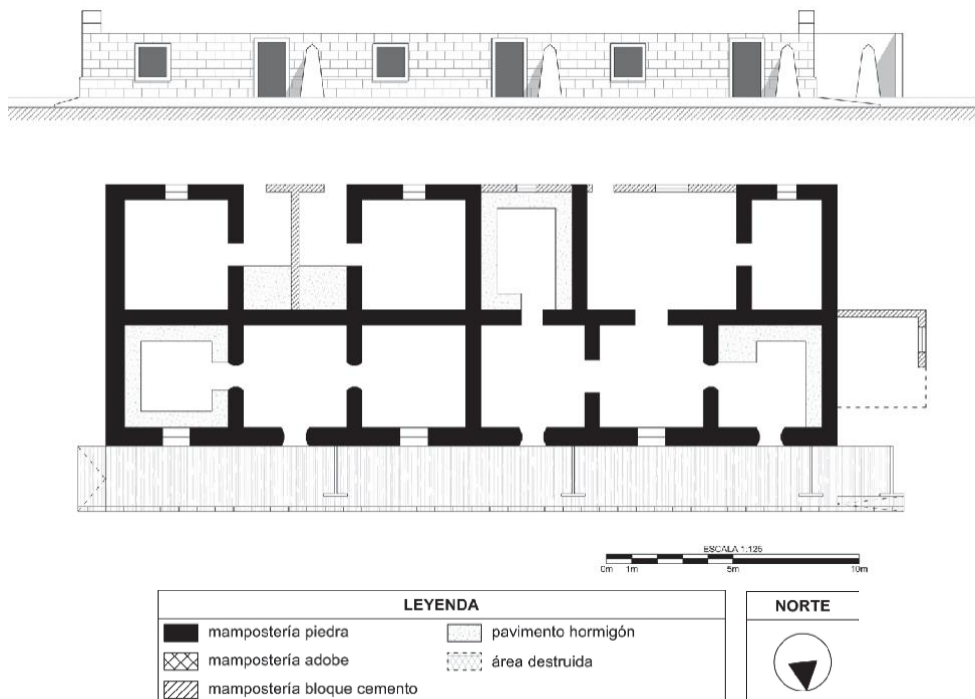 ESCALA 1:125
0m 1m 5m 10m
LEYENDA
mampostería piedra
mampostería adobe
mampostería bloque cemento
pavimento hormigón
área destruida
NORTE